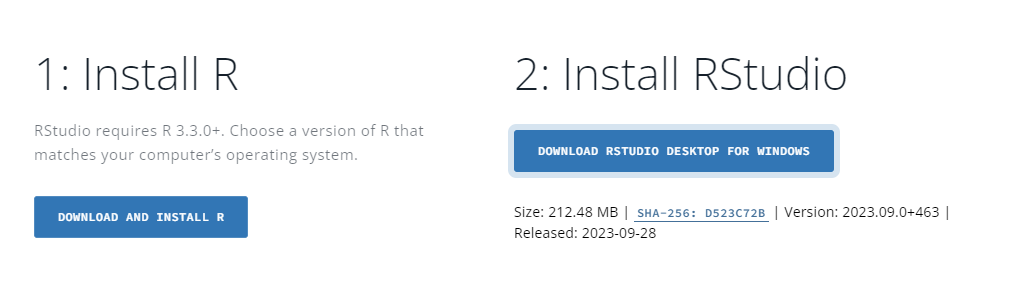 1: Install R
RStudio requires R 3.3.0+. Choose a version of R that
matches your computer’s operating system.
DOWNLOAD AND INSTALL R
2: Install RStudio
DOWNLOAD RSTUDIO DESKTOP FOR WINDOWS
Size: 212.48 MB | SHA-256: D523C72B | Version: 2023.09.0+463 |
Released: 2023-09-28